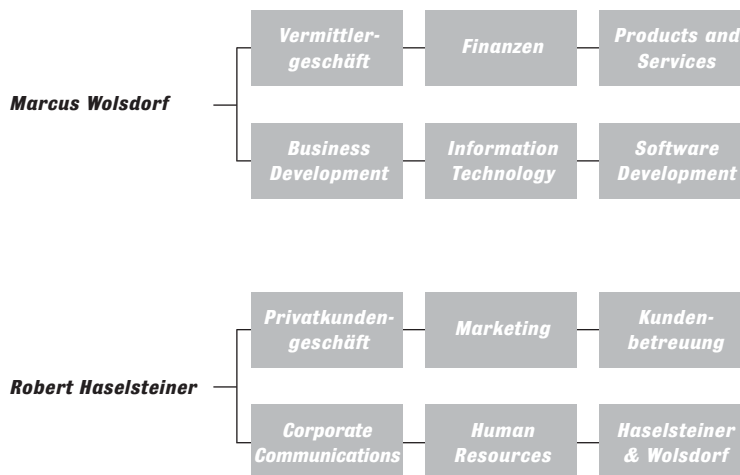 Vermittler-
geschäft
Finanzen
Products and
Services
Marcus Wolsdorf
Business
Development
Information
Technology
Software
Development
Privatkunden-
geschäft
Marketing
Kunden-
betreuung
Robert Haselsteiner
Corporate
Communications
Human
Resources
Haselsteiner
& Wolsdorf